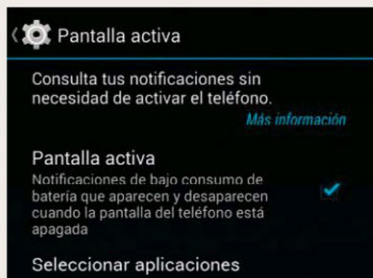 Pantalla activa
Consulta tus notificaciones sin
necesidad de activar el teléfono.
Más información
Pantalla activa
Notificaciones de bajo consumo de
batería que aparecen y desaparecen
cuando la pantalla del teléfono está
apagada
Seleccionar aplicaciones